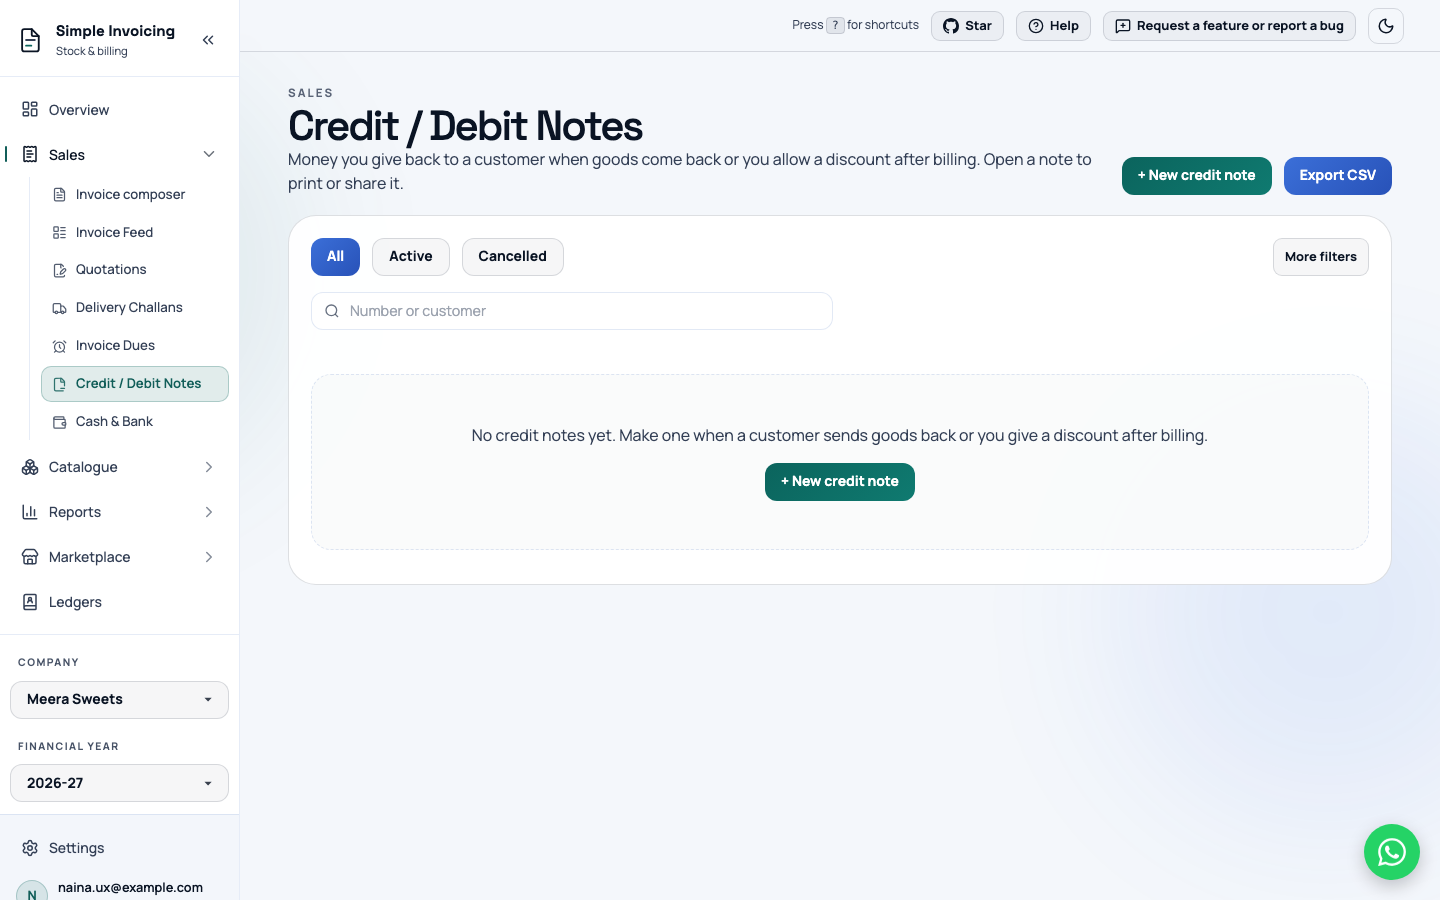 Simple Invoicing
Stock & billing
Press ? for shortcuts
Star
Help
Request a feature or report a bug
Overview
Sales
Invoice composer
Invoice Feed
Quotations
Delivery Challans
Invoice Dues
Credit / Debit Notes
Cash & Bank
Catalogue
Reports
Marketplace
Ledgers
COMPANY
Meera Sweets
FINANCIAL YEAR
2026-27
Settings
N
naina.ux@example.com
SALES
Credit / Debit Notes
Money you give back to a customer when goods come back or you allow a discount after billing. Open a note to
print or share it.
+ New credit note
Export CSV
All
Active
Cancelled
More filters
Number or customer
No credit notes yet. Make one when a customer sends goods back or you give a discount after billing.
+ New credit note